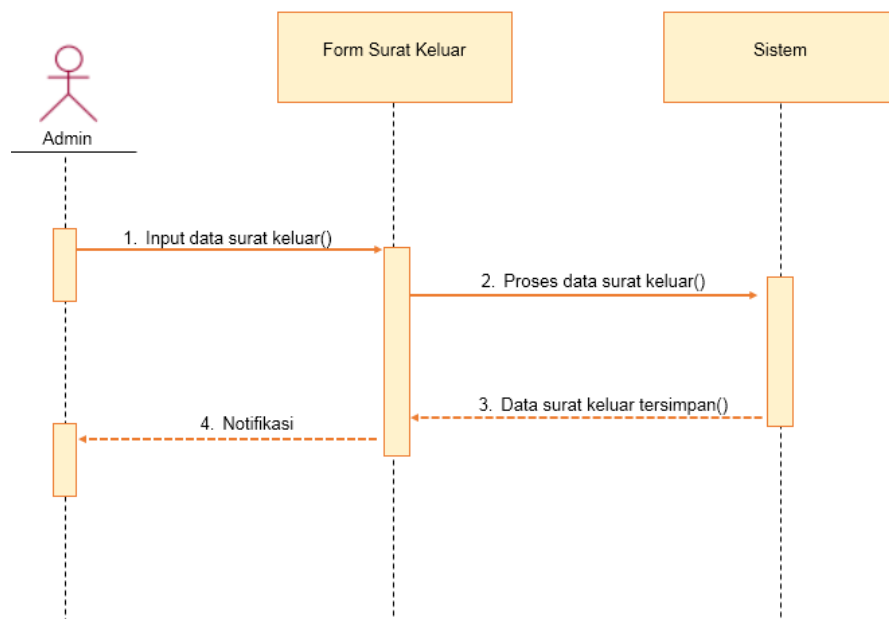 Form Surat Keluar
Sistem
Admin
1. Input data surat keluar()
2. Proses data surat keluar()
3. Data surat keluar tersimpan()
4. Notifikasi